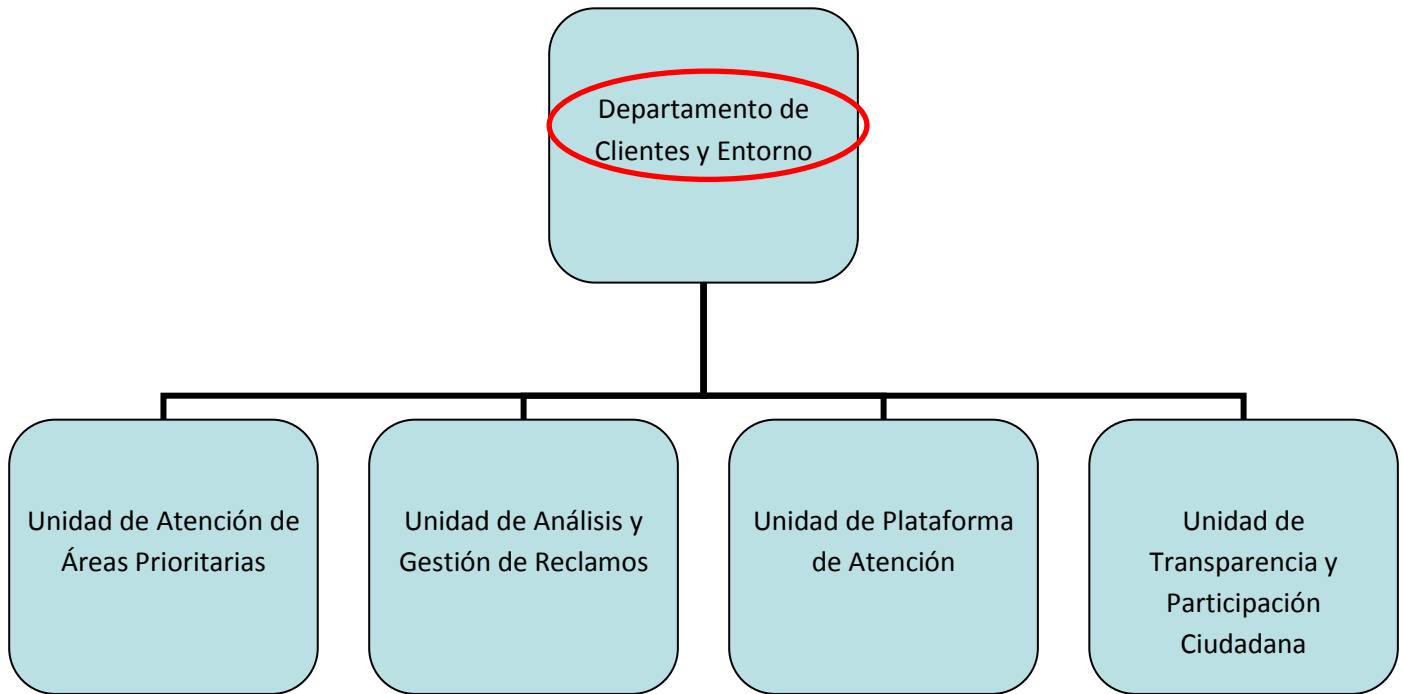 Departamento de
Clientes y Entorno
Unidad de Atención de
Áreas Prioritarias
Unidad de Análisis y
Gestión de Reclamos
Unidad de Plataforma
de Atención
Unidad de
Transparencia y
Participación
Ciudadana